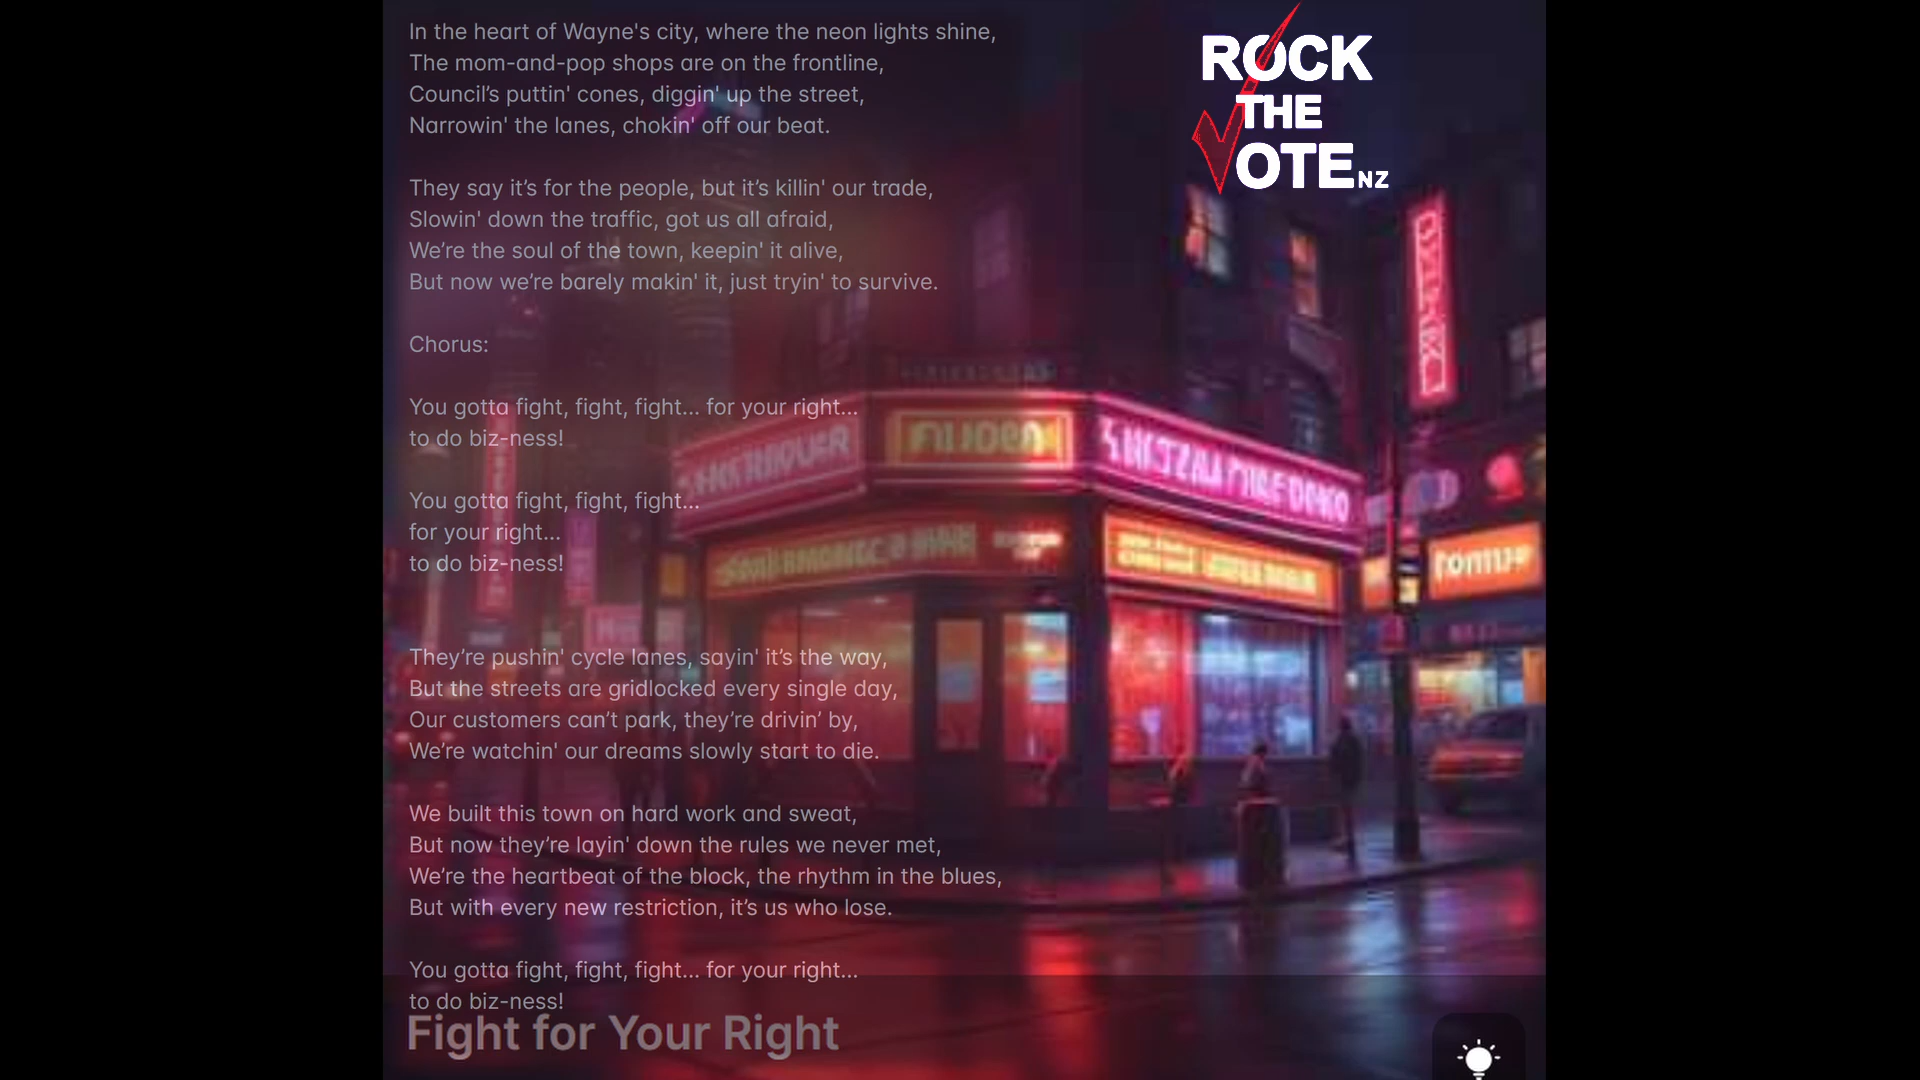 In the heart of Wayne's city, where the neon lights shine,
The mom-and-pop shops are on the frontline,
Council’s puttin' cones, diggin' up the street,
Narrowin' the lanes, chokin' off our beat.
They say it’s for the people, but it’s killin' our trade,
Slowin' down the traffic, got us all afraid,
We’re the soul of the town, keepin' it alive,
But now we’re barely makin' it, just tryin' to survive.
Chorus:
You gotta fight, fight, fight... for your right...
to do biz-ness!
You gotta fight, fight, fight...
for your right...
to do biz-ness!
They’re pushin' cycle lanes, sayin' it’s the way,
But the streets are gridlocked every single day,
Our customers can’t park, they’re drivin’ by,
We’re watchin' our dreams slowly start to die.
We built this town on hard work and sweat,
But now they’re layin' down the rules we never met,
We’re the heartbeat of the block, the rhythm in the blues,
But with every new restriction, it’s us who lose.
You gotta fight, fight, fight... for your right...
to do biz-ness!
Fight for Your Right
ROCK
THE
VOTE NZ